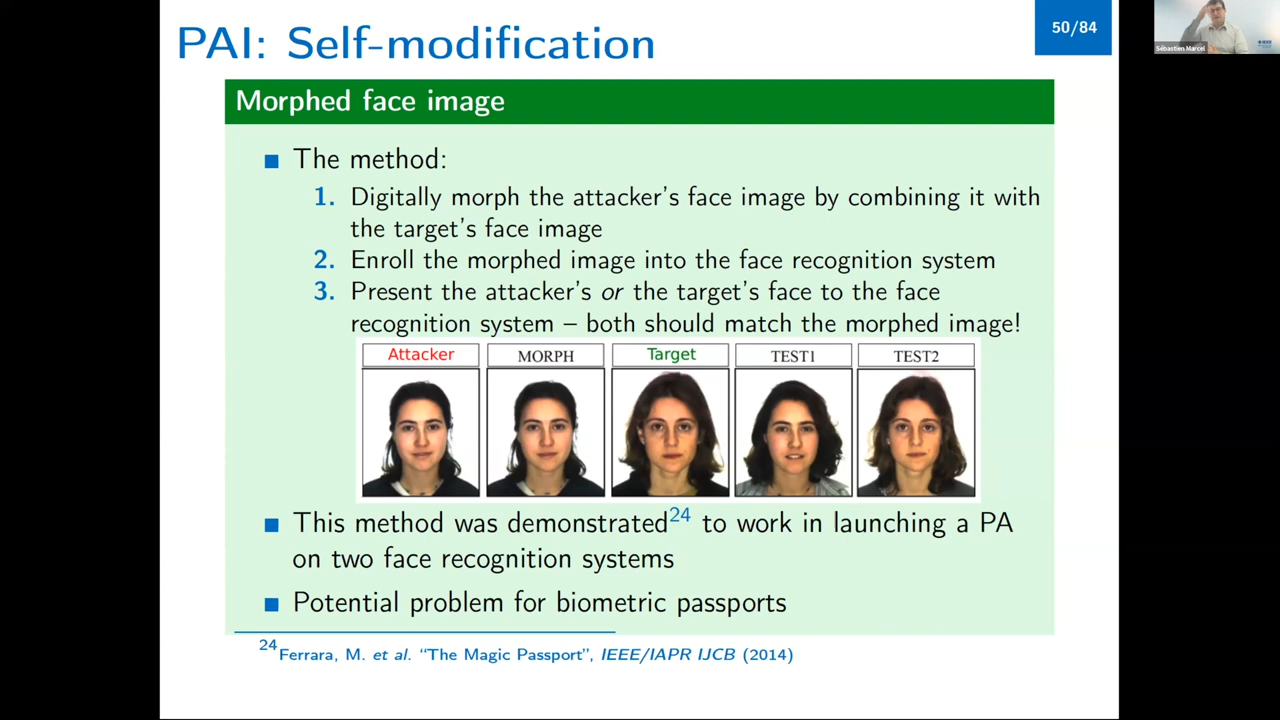 PAI: Self-modification
50/84
Sébastien Marcel
Morphed face image
The method:
1. Digitally morph the attacker's face image by combining it with
the target's face image
2. Enroll the morphed image into the face recognition system
3. Present the attacker's or the target's face to the face
recognition system – both should match the morphed image!
Attacker MORPH Target TEST1 TEST2
This method was demonstrated24 to work in launching a PA
on two face recognition systems
Potential problem for biometric passports
24Ferrara, M. et al. “The Magic Passport”, IEEE/IAPR IJCB (2014)